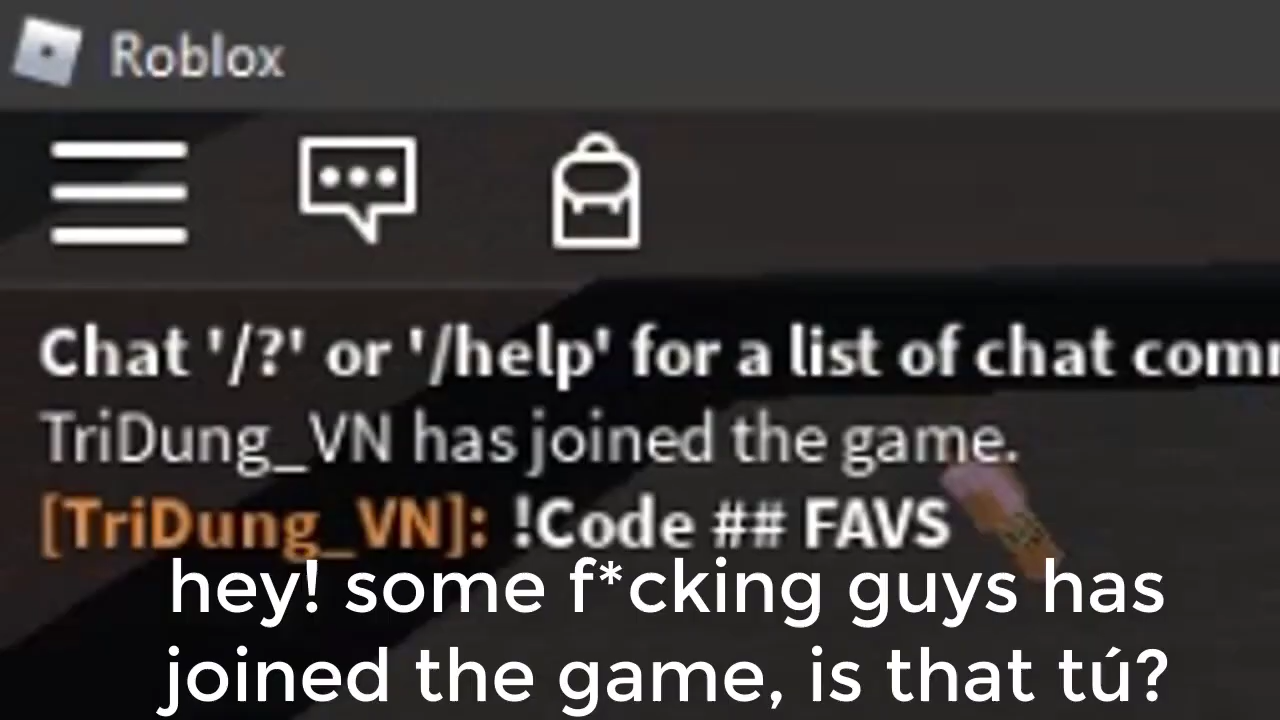 Roblox
Chat '/?' or '/help' for a list of chat
TriDung_VN has joined the game.
[TriDung_VN]: !Code ## FAVS
hey! some f*cking guys has
joined the game, is that tú?